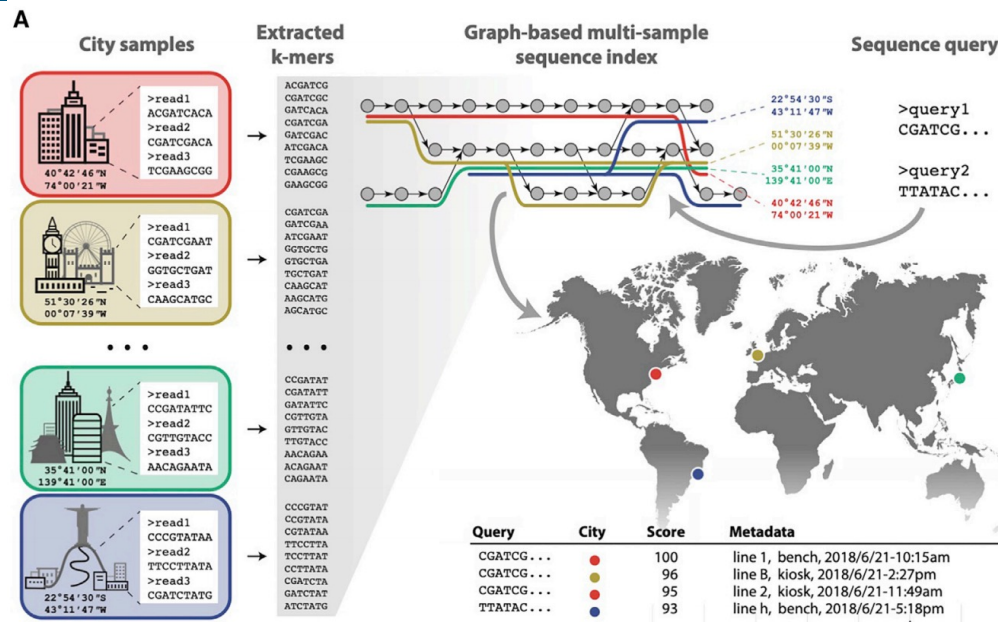 A
City samples
Extracted
k-mers
Graph-based multi-sample
sequence index
Sequence query
>read1
ACGATCACA
>read2
CGATCGACA
>read3
TCGAAGCGG
40°42'46"N
74°00'21"W
>read1
CGATCGAAT
>read2
GGTGCTGAT
>read3
CAAGCATGC
51°30'26"N
00°07'39"W
...
>read1
CCGATATTC
>read2
CGTTGTACC
>read3
AACAGAATA
35°41'00"N
139°41'00"E
>read1
CCCGTATAA
>read2
TTCCTTATA
>read3
CGATCTATG
22°54'30"S
43°11'47"W
ACGATCG
CGATCGC
GATCACA
CGATCGA
GATCGAC
ATCGACA
TCGAAGC
CGAAGCG
GAAGCGG
CGATCGA
GATCGAA
ATCGAAT
GGTGCTG
GTGCTGA
TGCTGAT
CAAGCAT
AAGCATG
AGCATGC
...
CCGATAT
CGATATT
GATATTC
CGTTGTA
GTTGTAC
TTGTACC
AACAGAA
ACAGAAT
CAGAATA
CCCGTAT
CCGTATA
CGTATAA
TTCCTTA
TCCTTAT
CCTTATA
CGATCTA
GATCTAT
ATCTATG
22°54'30"S
43°11'47"W
51°30'26"N
00°07'39"W
35°41'00"N
139°41'00"E
40°42'46"N
74°00'21"W
>query1
CGATCG...
>query2
TTATAC...
Query City Score Metadata
CGATCG... 100 line 1, bench, 2018/6/21-10:15am
CGATCG... 96 line B, kiosk, 2018/6/21-2:27pm
CGATCG... 95 line 2, kiosk, 2018/6/21-11:49am
TTATAC... 93 line h, bench, 2018/6/21-5:18pm